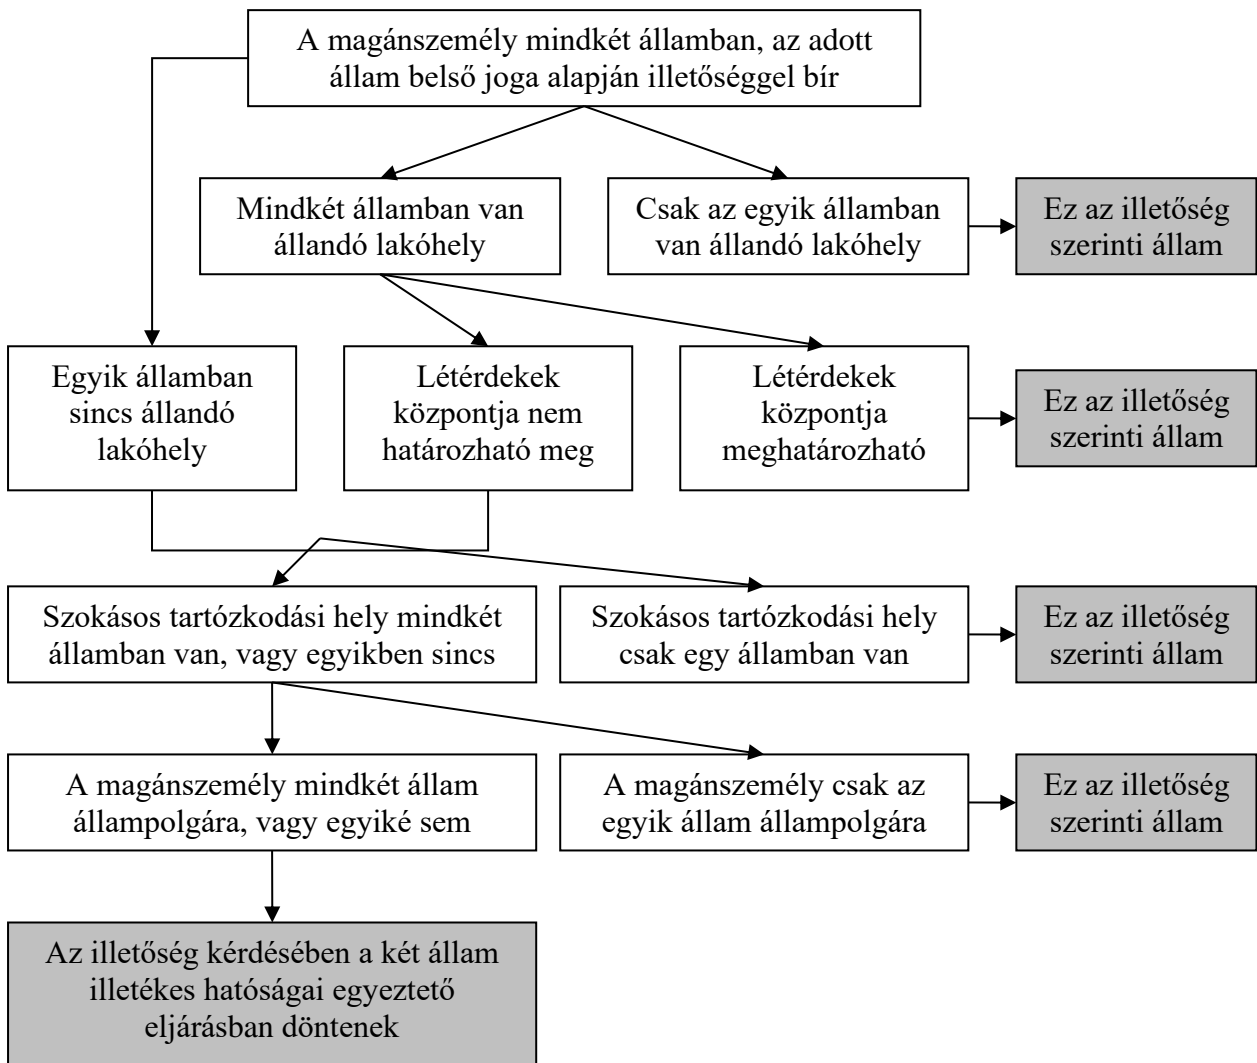 A magánszemély mindkét államban, az adott
állam belső joga alapján illetőséggel bír
Mindkét államban van
állandó lakóhely
Csak az egyik államban
van állandó lakóhely
Ez az illetőség
szerinti állam
Egyik államban
sincs állandó
lakóhely
Létérdekek
központja nem
határozható meg
Létérdekek
központja
meghatározható
Ez az illetőség
szerinti állam
Szokásos tartózkodási hely mindkét
államban van, vagy egyikben sincs
Szokásos tartózkodási hely
csak egy államban van
Ez az illetőség
szerinti állam
A magánszemély mindkét állam
állampolgára, vagy egyiké sem
A magánszemély csak az
egyik állam állampolgára
Ez az illetőség
szerinti állam
Az illetőség kérdésében a két állam
illetékes hatóságai egyeztető
eljárásban döntenek